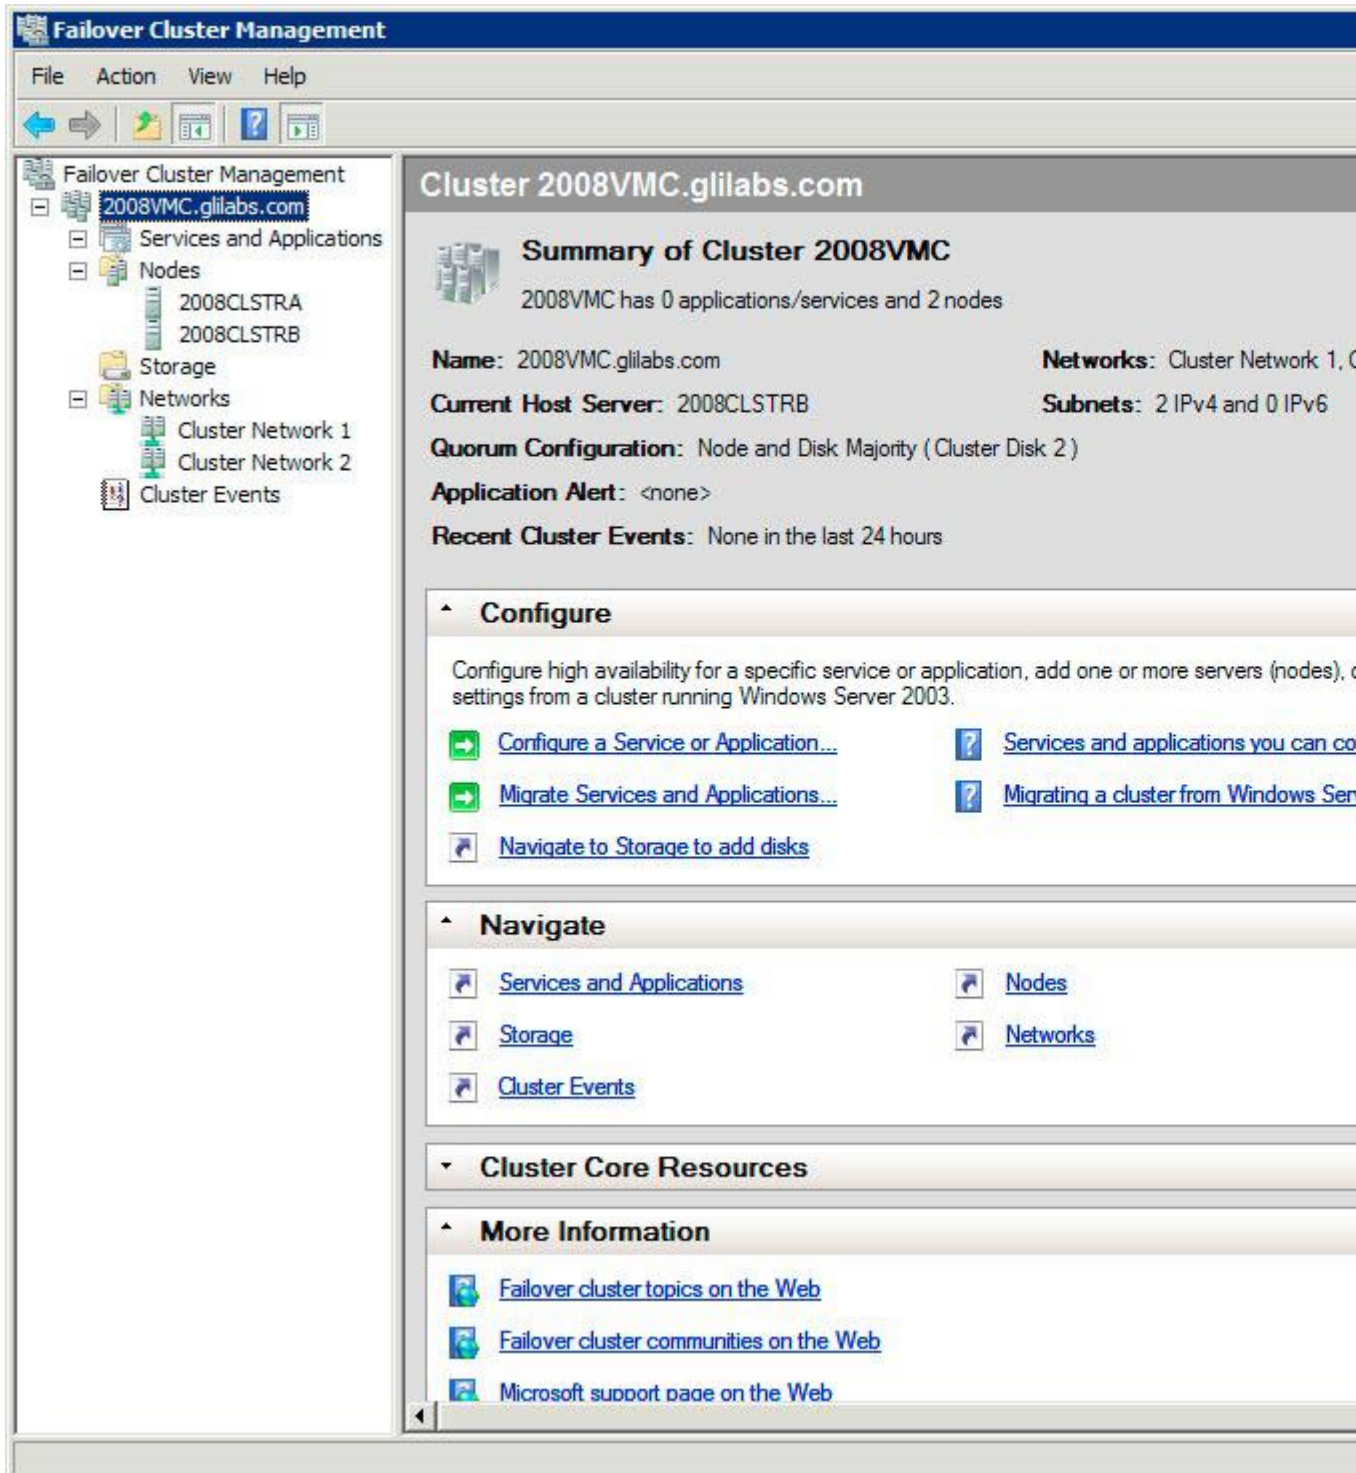 Failover Cluster Management
File Action View Help
Failover Cluster Management
2008VMC.glilabs.com
Services and Applications
Nodes
2008CLSTRA
2008CLSTRB
Storage
Networks
Cluster Network 1
Cluster Network 2
Cluster Events
Cluster 2008VMC.glilabs.com
Summary of Cluster 2008VMC
2008VMC has 0 applications/services and 2 nodes
Name: 2008VMC.glilabs.com
Networks: Cluster Network 1,
Current Host Server: 2008CLSTRB
Subnets: 2 IPv4 and 0 IPv6
Quorum Configuration: Node and Disk Majority (Cluster Disk 2)
Application Alert: <none>
Recent Cluster Events: None in the last 24 hours
Configure
Configure high availability for a specific service or application, add one or more servers (nodes),
settings from a cluster running Windows Server 2003.
Configure a Service or Application...
Services and applications you can
Migrate Services and Applications...
Migrating a cluster from Windows
Navigate to Storage to add disks
Navigate
Services and Applications
Nodes
Storage
Networks
Cluster Events
Cluster Core Resources
More Information
Failover cluster topics on the Web
Failover cluster communities on the Web
Microsoft support page on the Web